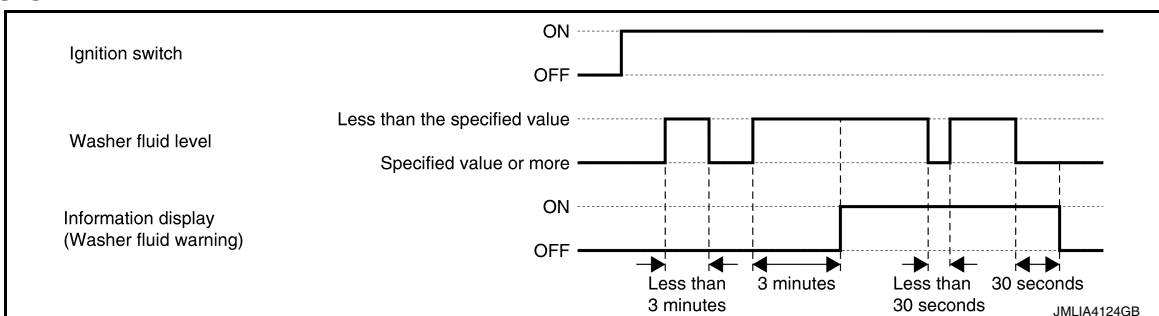 ON
Ignition switch
OFF
Less than the specified value
Washer fluid level
Specified value or more
ON
Information display
(Washer fluid warning)
OFF
Less than
3 minutes
3 minutes
Less than
30 seconds
30 seconds
JMLIA4124GB